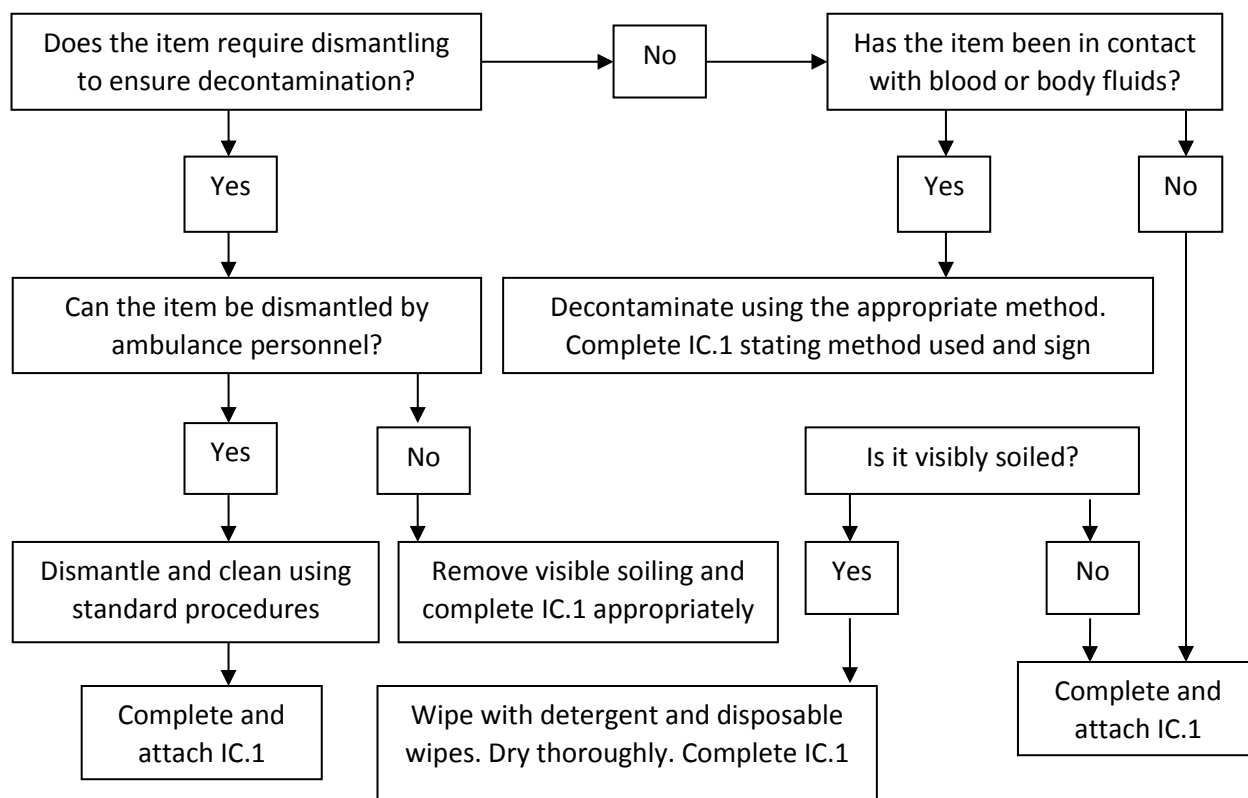 Does the item require dismantling
to ensure decontamination?
No
Has the item been in contact
with blood or body fluids?
Yes
Yes
No
Can the item be dismantled by
ambulance personnel?
Decontaminate using the appropriate method.
Complete IC.1 stating method used and sign
Yes
No
Is it visibly soiled?
Dismantle and clean using
standard procedures
Remove visible soiling and
complete IC.1 appropriately
Yes
No
Complete and
attach IC.1
Wipe with detergent and disposable
wipes. Dry thoroughly. Complete IC.1
Complete and
attach IC.1